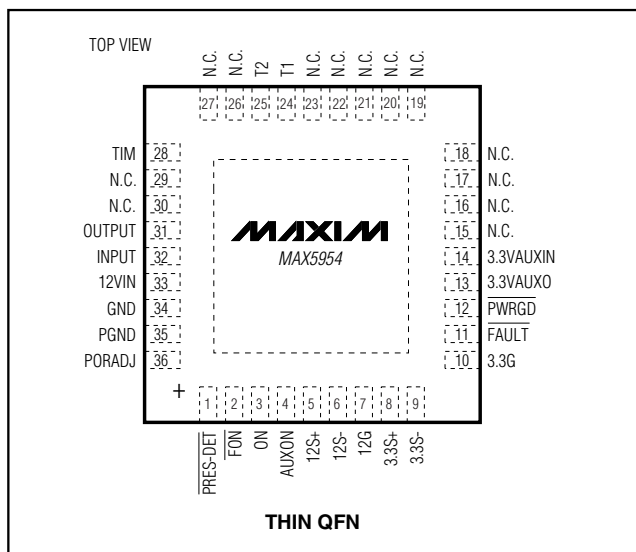 TOP VIEW
N.C. N.C. T2 T1 N.C. N.C. N.C. N.C. N.C.
27 26 25 24 23 22 21 20 19
TIM 28
N.C. 29
N.C. 30
OUTPUT 31
INPUT 32
12VIN 33
GND 34
PGND 35
PORADJ 36
MAXIM
MAX5954
18 N.C.
17 N.C.
16 N.C.
15 N.C.
14 3.3VAUXIN
13 3.3VAUXO
12 PWRGD
11 FAULT
10 3.3G
+
1 2 3 4 5 6 7 8 9
PRES-DET FON ON AUXON 12S+ 12S- 12G 3.3S+ 3.3S-
THIN QFN